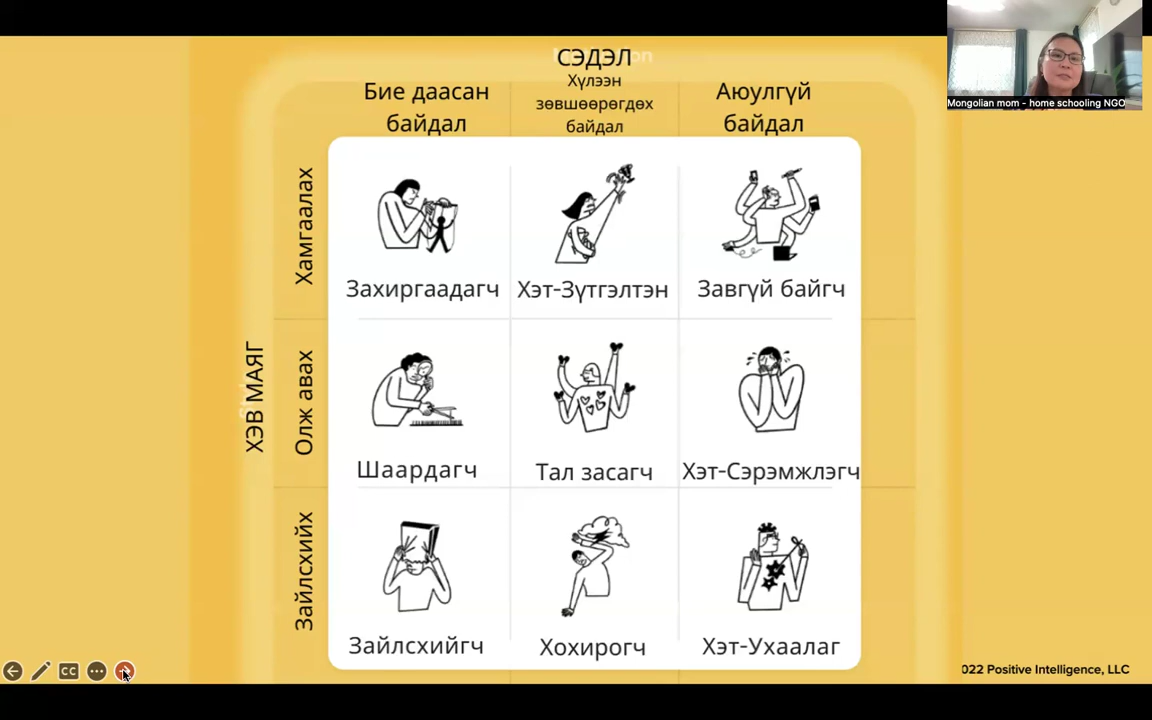 СЭДЭЛ
Бие даасан
байдал
Хүлээн
зөвшөөрөгдөх
байдал
Аюулгүй
байдал
ХЭВ МАЯГ
Хамгаалах
Захиргаадагч
Хэт-Зүтгэлтэн
Завгүй байгч
Олж авах
Шаардагч
Тал засагч
Хэт-Сэрэмжлэгч
Зайлсхийх
Зайлсхийгч
Хохирогч
Хэт-Ухаалаг
Mongolian mom - home schooling NGO
CC
022 Positive Intelligence, LLC